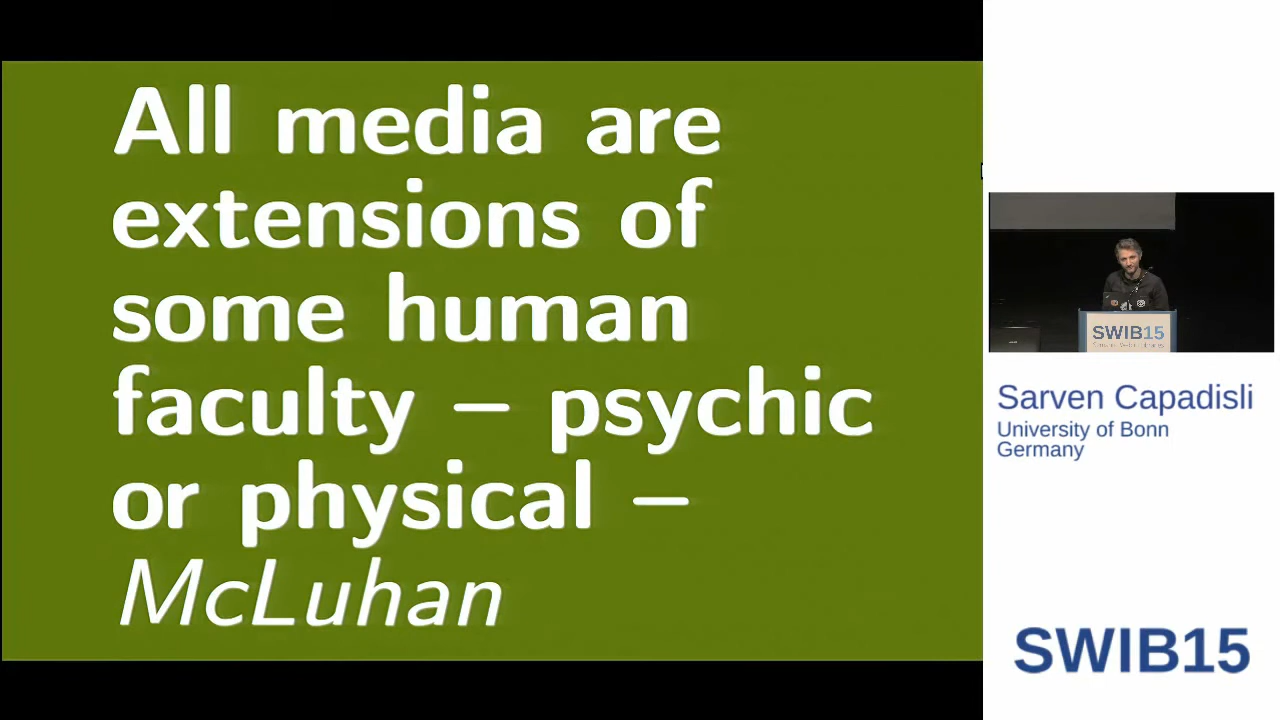 All media are
extensions of
some human
faculty – psychic
or physical –
McLuhan
SWIB15
Sarven Capadisli
University of Bonn
Germany
SWIB15